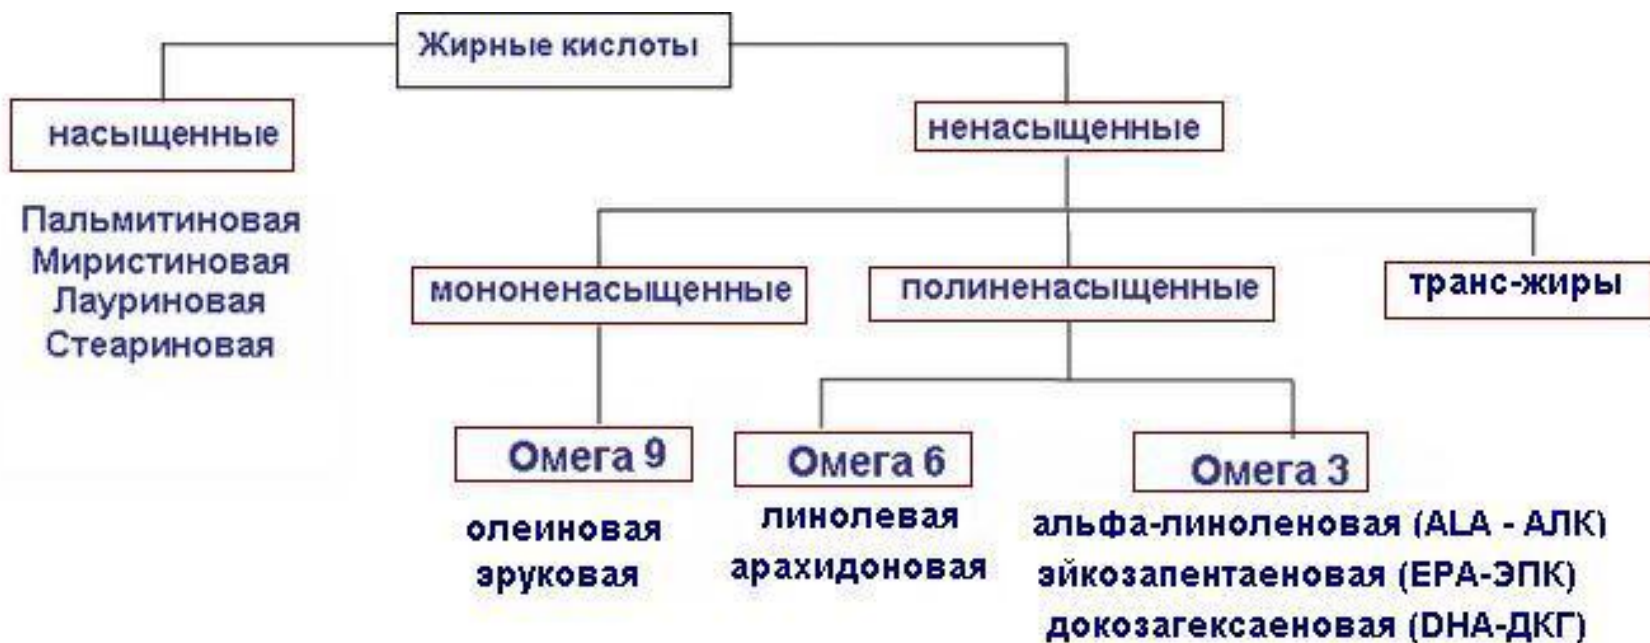 Жирные кислоты
насыщенные
ненасыщенные
Пальмитиновая
Миристиновая
Лауриновая
Стеариновая
мононенасыщенные
полиненасыщенные
транс-жиры
Омега 9
Омега 6
Омега 3
олеиновая
эруковая
линолевая
арахидоновая
альфа-линоленовая (ALA - АЛК)
эйкозапентаеновая (EPA-ЭПК)
докозагексаеновая (DHA-ДКГ)